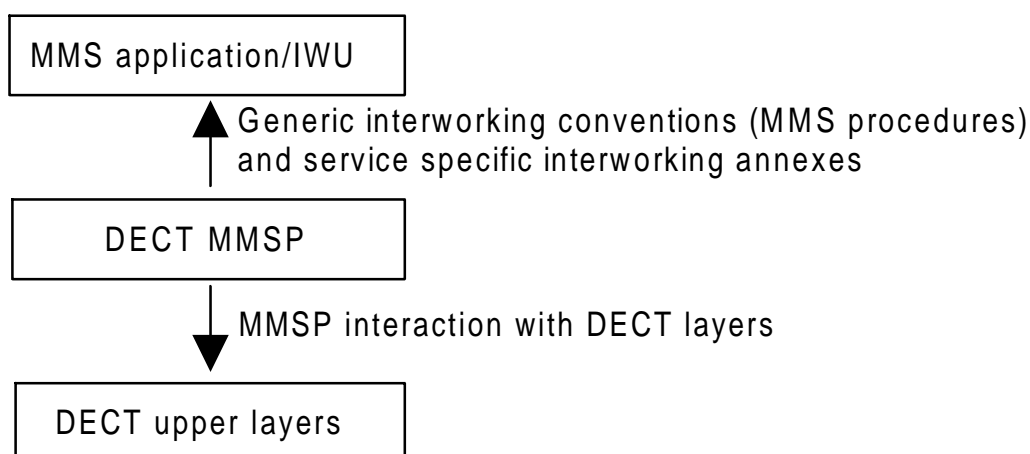 MMS application/IWU
Generic interworking conventions (MMS procedures)
and service specific interworking annexes
DECT MMSP
MMSP interaction with DECT layers
DECT upper layers